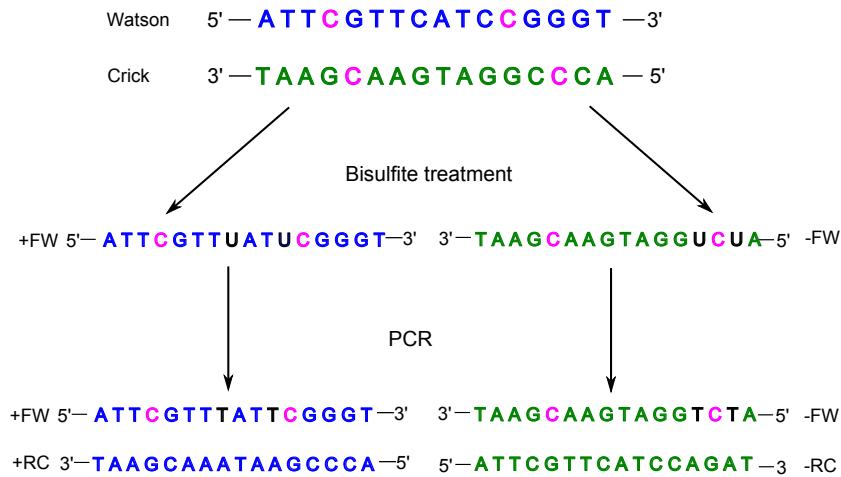 Watson 5'—ATTCGTTCATCCGGGT—3'
Crick 3'—TAAGCAAGTAGGCCCA—5'
Bisulfite treatment
+FW 5'—ATTCGTTUATUCGGGT—3' 3'—TAAGCAAGTAGGUCUA—5' -FW
PCR
+FW 5'—ATTCGTTTATTCGGGT—3' 3'—TAAGCAAGTAGGTCTA—5' -FW
+RC 3'—TAAGCAAATAAGCCCA—5' 5'—ATTCGTTCATCCAGAT—3 -RC